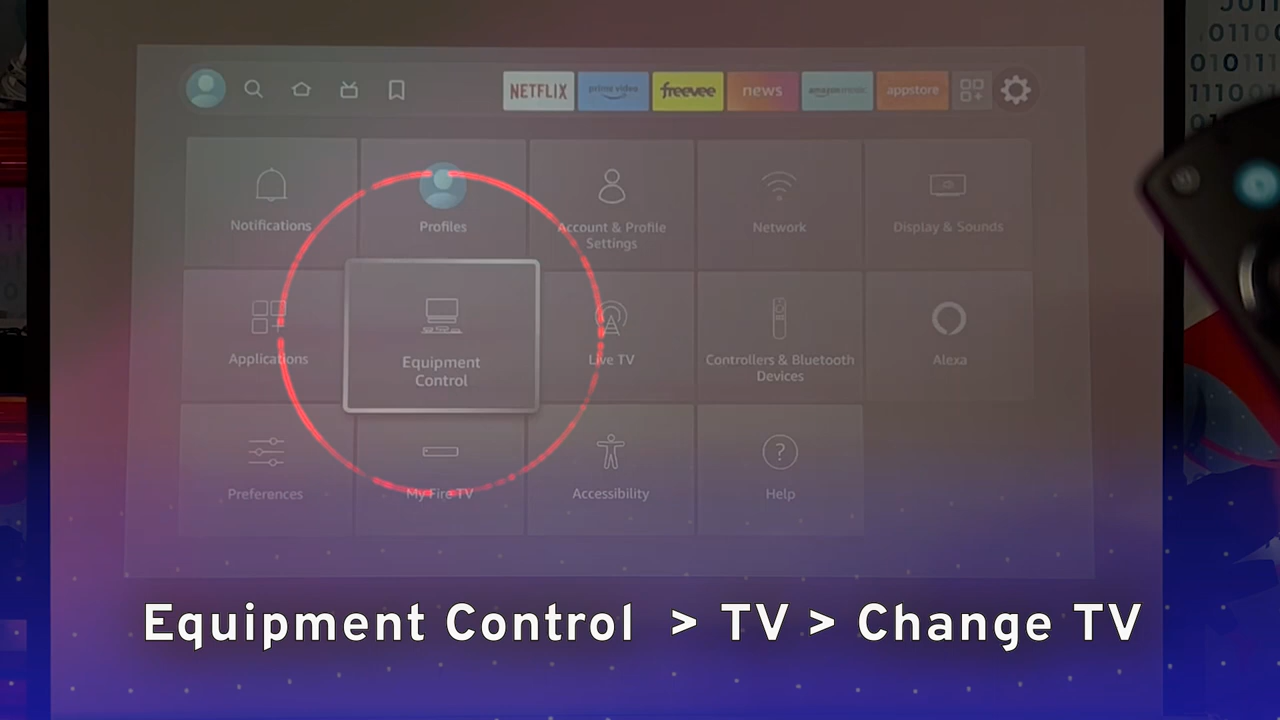 NETFLIX
prime video
freevee
news
amazon music
appstore
Notifications
Profiles
Account & Profile
Settings
Network
Display & Sounds
Applications
Equipment
Control
Live TV
Controllers & Bluetooth
Devices
Alexa
Preferences
My Fire TV
Accessibility
Help
Equipment Control > TV > Change TV